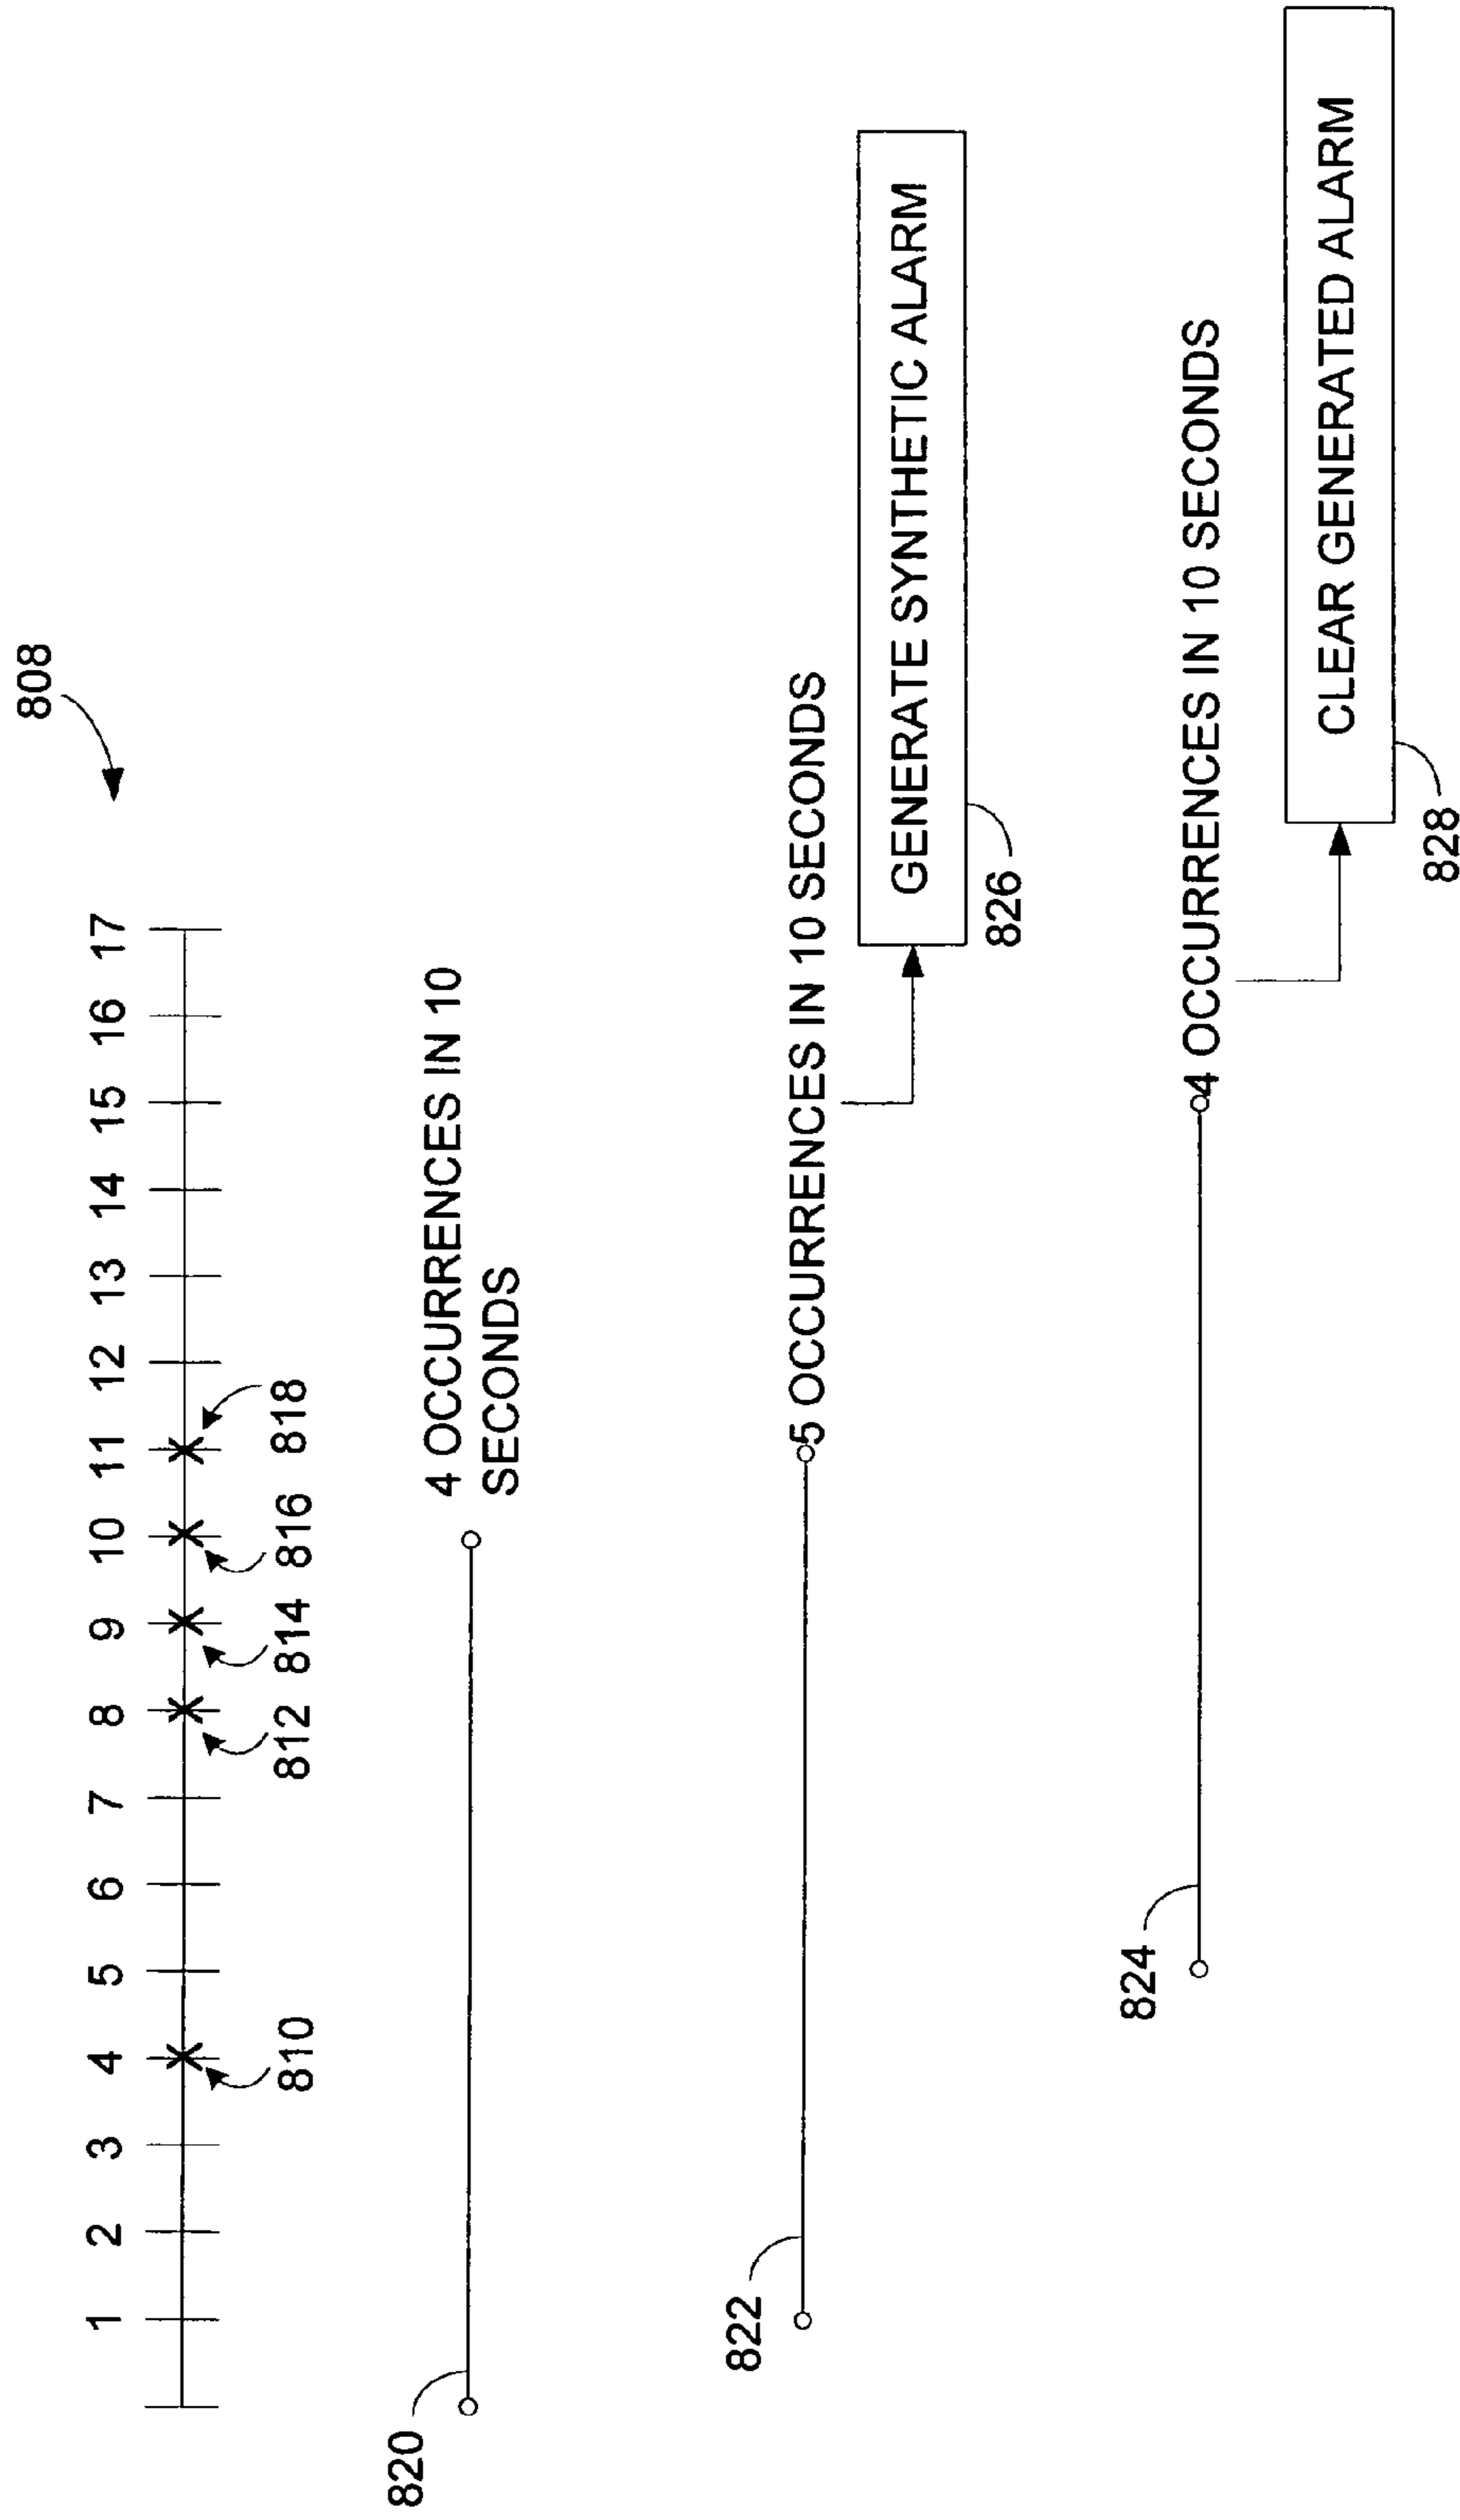 808
1 2 3 4 5 6 7 8 9 10 11 12 13 14 15 16 17
810 812 814 816 818
820
4 OCCURRENCES IN 10
SECONDS
822
5 OCCURRENCES IN 10 SECONDS
GENERATE SYNTHETIC ALARM
826
824
4 OCCURRENCES IN 10 SECONDS
CLEAR GENERATED ALARM
828